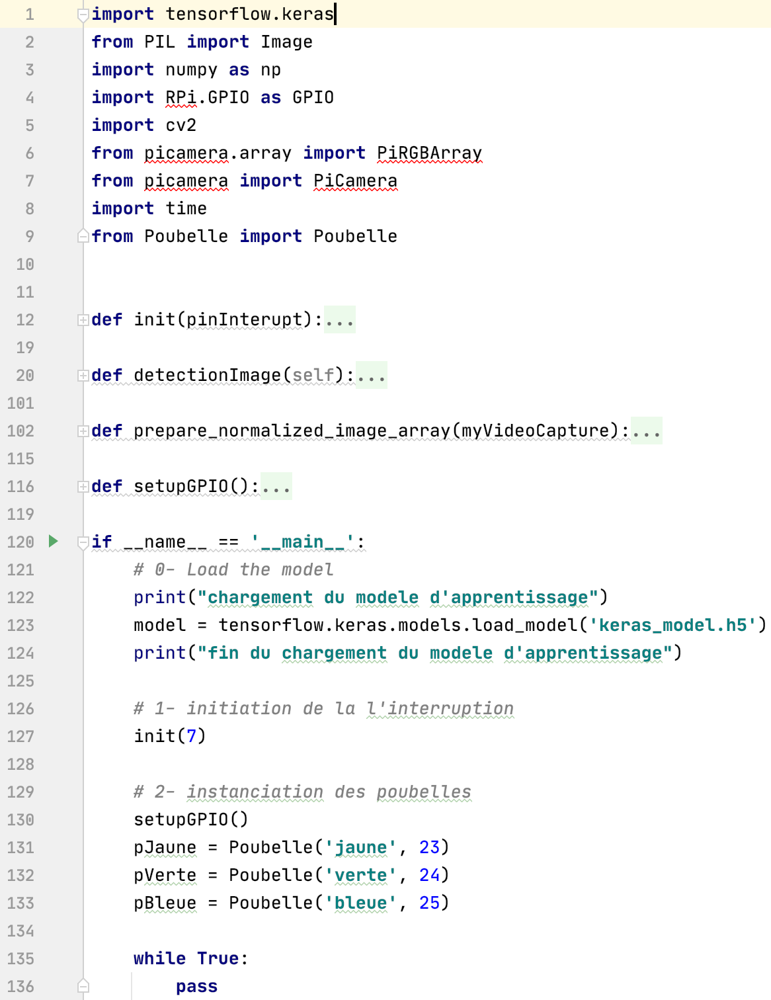 1 import tensorflow.keras
2 from PIL import Image
3 import numpy as np
4 import RPi.GPIO as GPIO
5 import cv2
6 from picamera.array import PiRGBArray
7 from picamera import PiCamera
8 import time
9 from Poubelle import Poubelle
10
11
12 def init(pinInterupt):...
19
20 def detectionImage(self):...
101
102 def prepare_normalized_image_array(myVideoCapture):...
115
116 def setupGPIO():...
119
120 if __name__ == '__main__':
121     # 0- Load the model
122     print("chargement du modele d'apprentissage")
123     model = tensorflow.keras.models.load_model('keras_model.h5')
124     print("fin du chargement du modele d'apprentissage")
125
126     # 1- initiation de la l'interruption
127     init(7)
128
129     # 2- instanciation des poubelles
130     setupGPIO()
131     pJaune = Poubelle('jaune', 23)
132     pVerte = Poubelle('verte', 24)
133     pBleue = Poubelle('bleue', 25)
134
135     while True:
136         pass